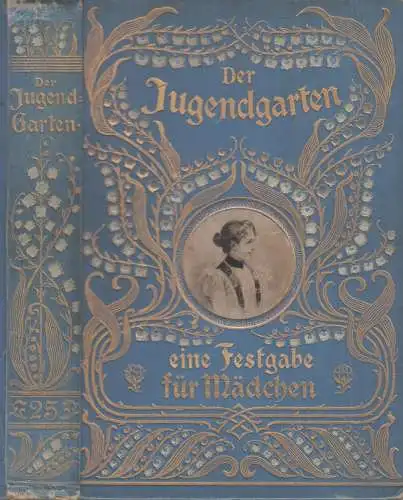 Der
Jugend-
Garten
25
Der
Jugendgarten
eine Festgabe
für Mädchen